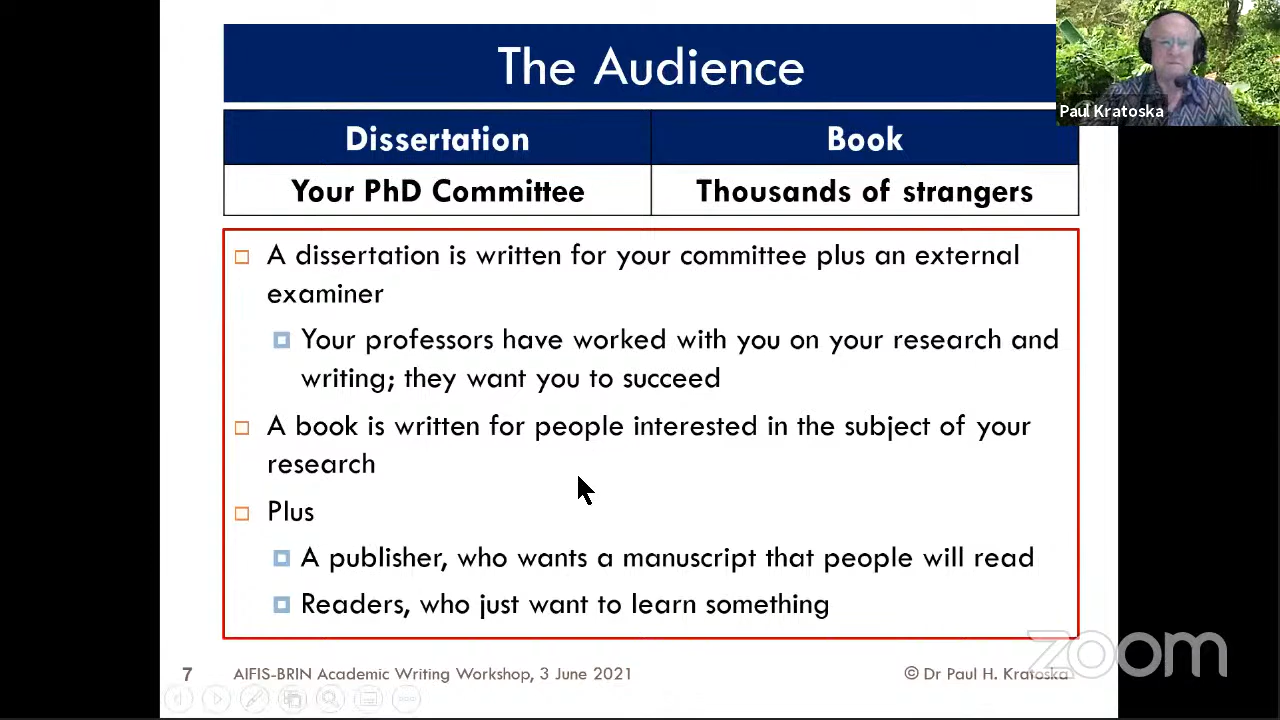 The Audience
Paul Kratoska
Dissertation
Book
Your PhD Committee
Thousands of strangers
A dissertation is written for your committee plus an external
examiner
Your professors have worked with you on your research and
writing; they want you to succeed
A book is written for people interested in the subject of your
research
Plus
A publisher, who wants a manuscript that people will read
Readers, who just want to learn something
zoom
7
AIFIS-BRIN Academic Writing Workshop, 3 June 2021
© Dr Paul H. Kratoska